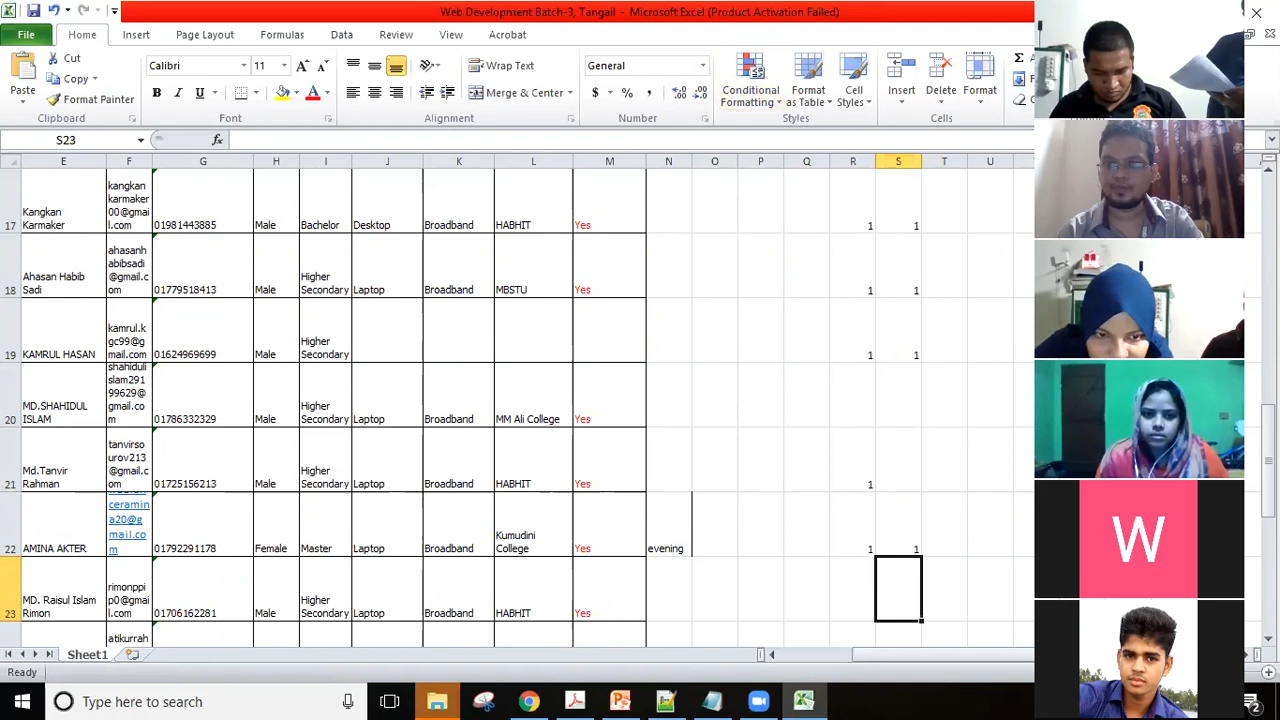 Web Development Batch-3, Tangail - Microsoft Excel (Product Activation Failed)
File Home Insert Page Layout Formulas Data Review View Acrobat
Cut
Copy
Format Painter
Paste
Clipboard
Calibri 11
B I U
Font
Wrap Text
Merge & Center
Alignment
General
$ % ,
Number
Conditional Formatting
Format as Table
Cell Styles
Styles
Insert Delete Format
S23 fx
E F G H I J K L M N O P Q R S T U
17 Kangkan Karmaker kangkan karmaker 00@gmai l.com 01981443885 Male Bachelor Desktop Broadband HABHIT Yes 1 1
18 Ahasan Habib Sadi ahasanh abibsadi @gmail.c om 01779518413 Male Higher Secondary Laptop Broadband MBSTU Yes 1 1
19 KAMRUL HASAN kamrul.k gc99@g mail.com 01624969699 Male Higher Secondary Yes 1 1
20 MD.SHAHIDUL ISLAM shahidul islam291 99629@ gmail.co m 01786332329 Male Higher Secondary Laptop Broadband MM Ali College Yes
21 Md.Tanvir Rahman tanvirso urov213 @gmail.c om 01725156213 Male Higher Secondary Laptop Broadband HABHIT Yes 1
22 AMINA AKTER ceramin a20@g mail.co m 01792291178 Female Master Laptop Broadband Kumudini College Yes evening 1 1
23 MD. Raisul Islam Rimon rimonppi p0@gmai l.com 01706162281 Male Higher Secondary Laptop Broadband HABHIT Yes
atikurrah
Sheet1
Ready
Type here to search
W
2